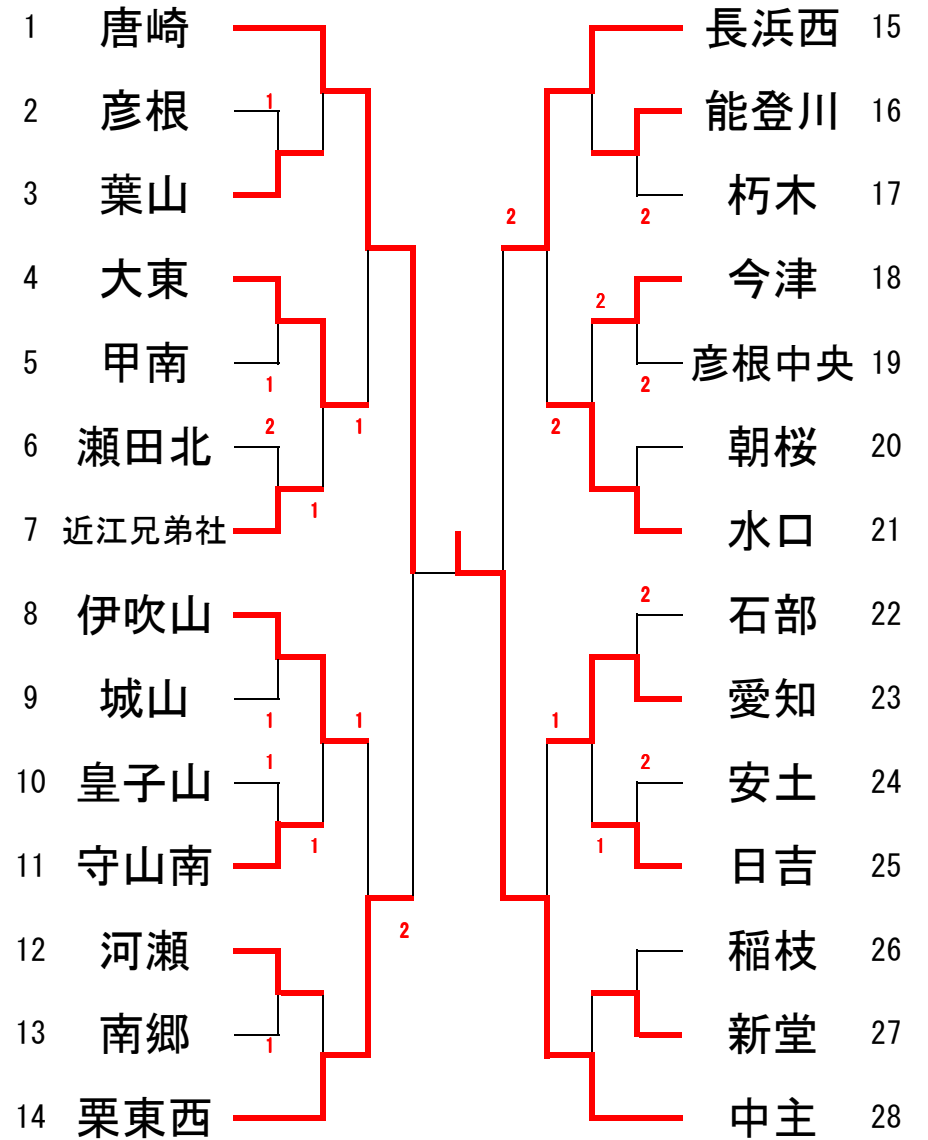 1 唐崎
2 彦根 1
3 葉山
4 大東
5 甲南 1
6 瀬田北 2
1
7 近江兄弟社 1
8 伊吹山
9 城山 1
1
10 皇子山 1
11 守山南 1
12 河瀬
2
13 南郷 1
14 栗東西
長浜西 15
能登川 16
朽木 17
2 2
今津 18
2
彦根中央 19
2
朝桜 20
2
水口 21
石部 22
2
愛知 23
1
安土 24
2
日吉 25
1
稲枝 26
新堂 27
中主 28